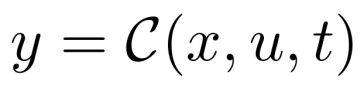 y = 𝒞(x, u, t)